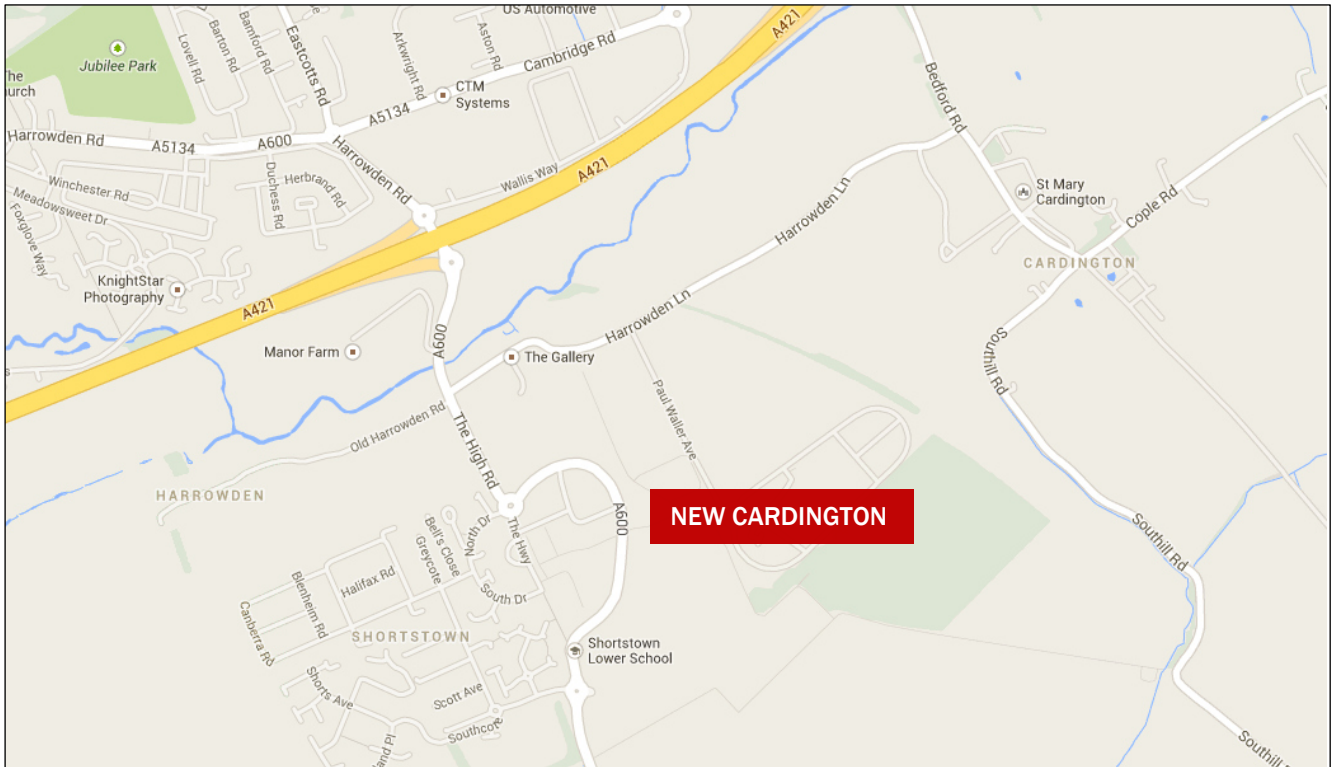 US Automotive
A421
Jubilee Park
Lovell Rd
Barton Rd
Bamford Rd
Eastcotts Rd
Arkwright Rd
Aston Rd
Cambridge Rd
The
urch
CTM
Systems
A5134
Harrowden Rd
A5134
A600
Harrowden Rd
Bedford Rd
Winchester Rd
Meadowsweet Dr
Foxglove Way
Duchess Rd
Herbrand Rd
Wallis Way
A421
Harrowden Ln
St Mary
Cardington
Cople Rd
CARDINGTON
KnightStar
Photography
A421
Manor Farm
A600
The Gallery
Harrowden Ln
Southill Rd
Paul Waller Ave
Old Harrowden Rd
The High Rd
HARROWDEN
NEW CARDINGTON
A600
North Dr
The Hwy
Bell's Close
Greycote
Halifax Rd
South Dr
Blenheim Rd
Canberra Rd
SHORTSTOWN
Southill Rd
Shortstown
Lower School
Shorts Ave
Scott Ave
Southcote
and Pl
Southill R